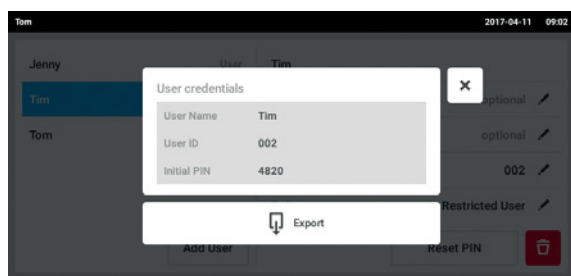 Tom 2017-04-11 09:02
Jenny User Tim
User credentials
Tim optional
User Name Tim
Tom optional
User ID 002
002
Initial PIN 4820
Restricted User
Export
Add User Reset PIN